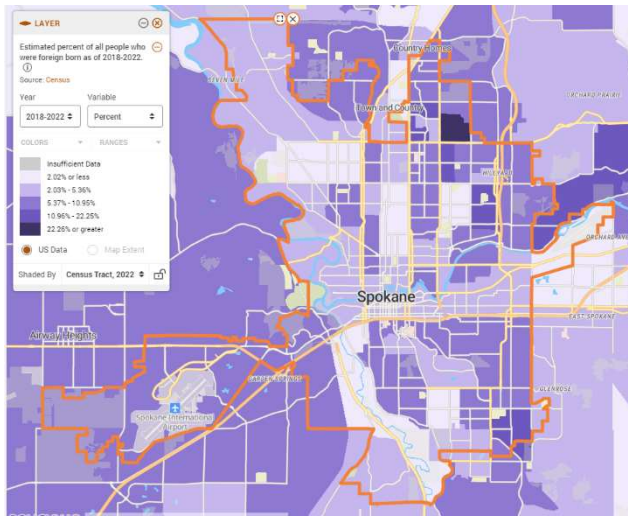 LAYER
Estimated percent of all people who
were foreign born as of 2018-2022.
Source: Census
Year Variable
2018-2022 Percent
COLORS RANGES
Insufficient Data
2.02% or less
2.03% - 5.36%
5.37% - 10.95%
10.96% - 22.25%
22.26% or greater
US Data Map Extent
Shaded By Census Tract, 2022
Country Homes
SEVEN MILE
ORCHARD PRAIRIE
Town and Country
HILLYARD
ORCHARD AVE
Spokane
EAST SPOKANE
Airway Heights
GARDEN SPRINGS
GLENROSE
Spokane International
Airport